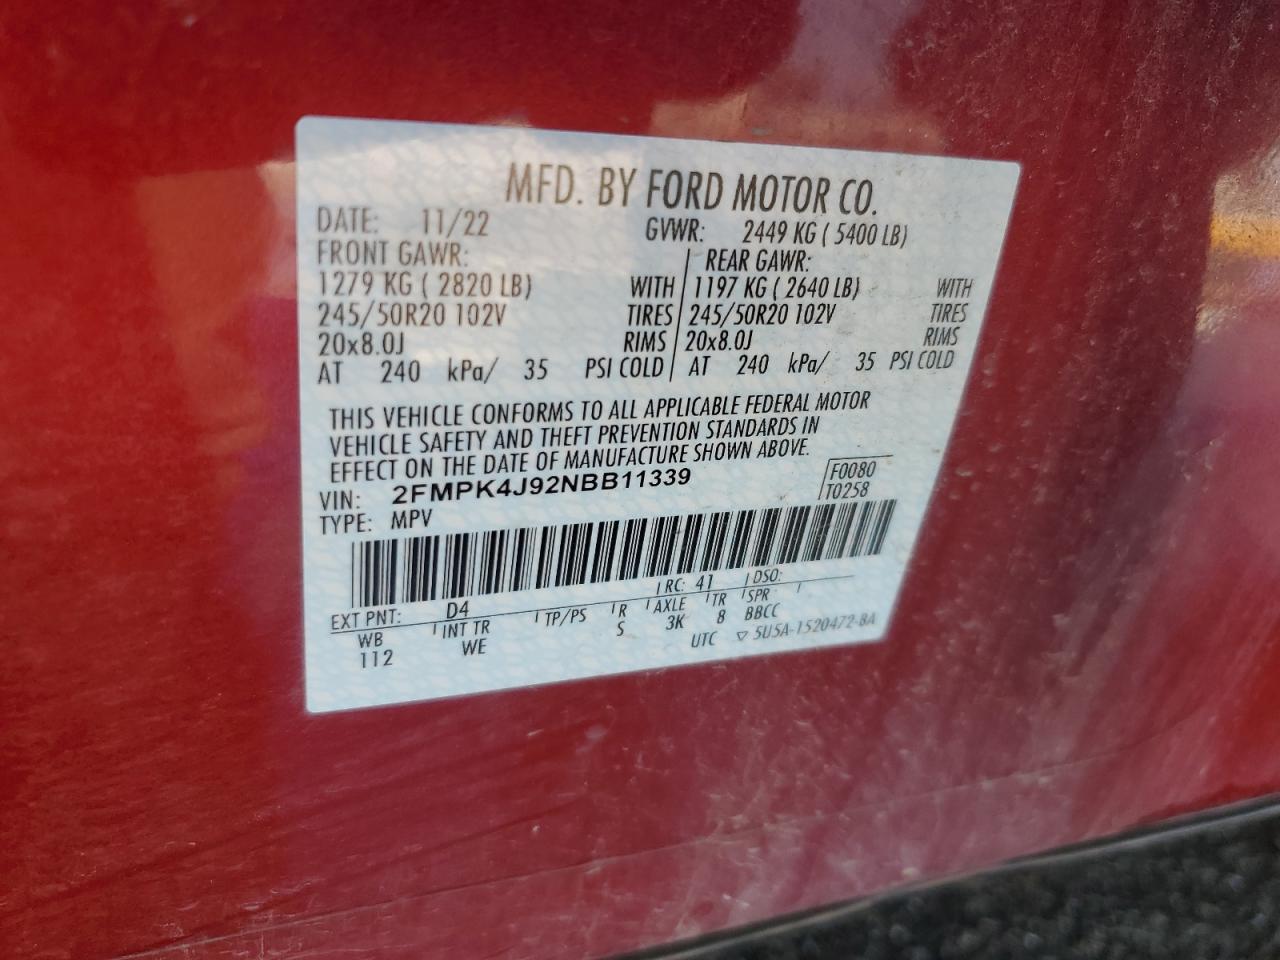 MFD. BY FORD MOTOR CO.
DATE: 11/22 GVWR: 2449 KG ( 5400 LB)
FRONT GAWR: REAR GAWR:
1279 KG ( 2820 LB) WITH 1197 KG ( 2640 LB) WITH
245/50R20 102V TIRES 245/50R20 102V TIRES
20x8.0J RIMS 20x8.0J RIMS
AT 240 kPa/ 35 PSI COLD AT 240 kPa/ 35 PSI COLD
THIS VEHICLE CONFORMS TO ALL APPLICABLE FEDERAL MOTOR
VEHICLE SAFETY AND THEFT PREVENTION STANDARDS IN
EFFECT ON THE DATE OF MANUFACTURE SHOWN ABOVE.
VIN: 2FMPK4J92NBB11339 F0080
TYPE: MPV T0258
EXT PNT: D4 RC: 41 DSO:
WB INT TR TP/PS R AXLE TR SPR
112 WE S 3K 8 BBCC
UTC ▽ 5U5A-1520472-BA